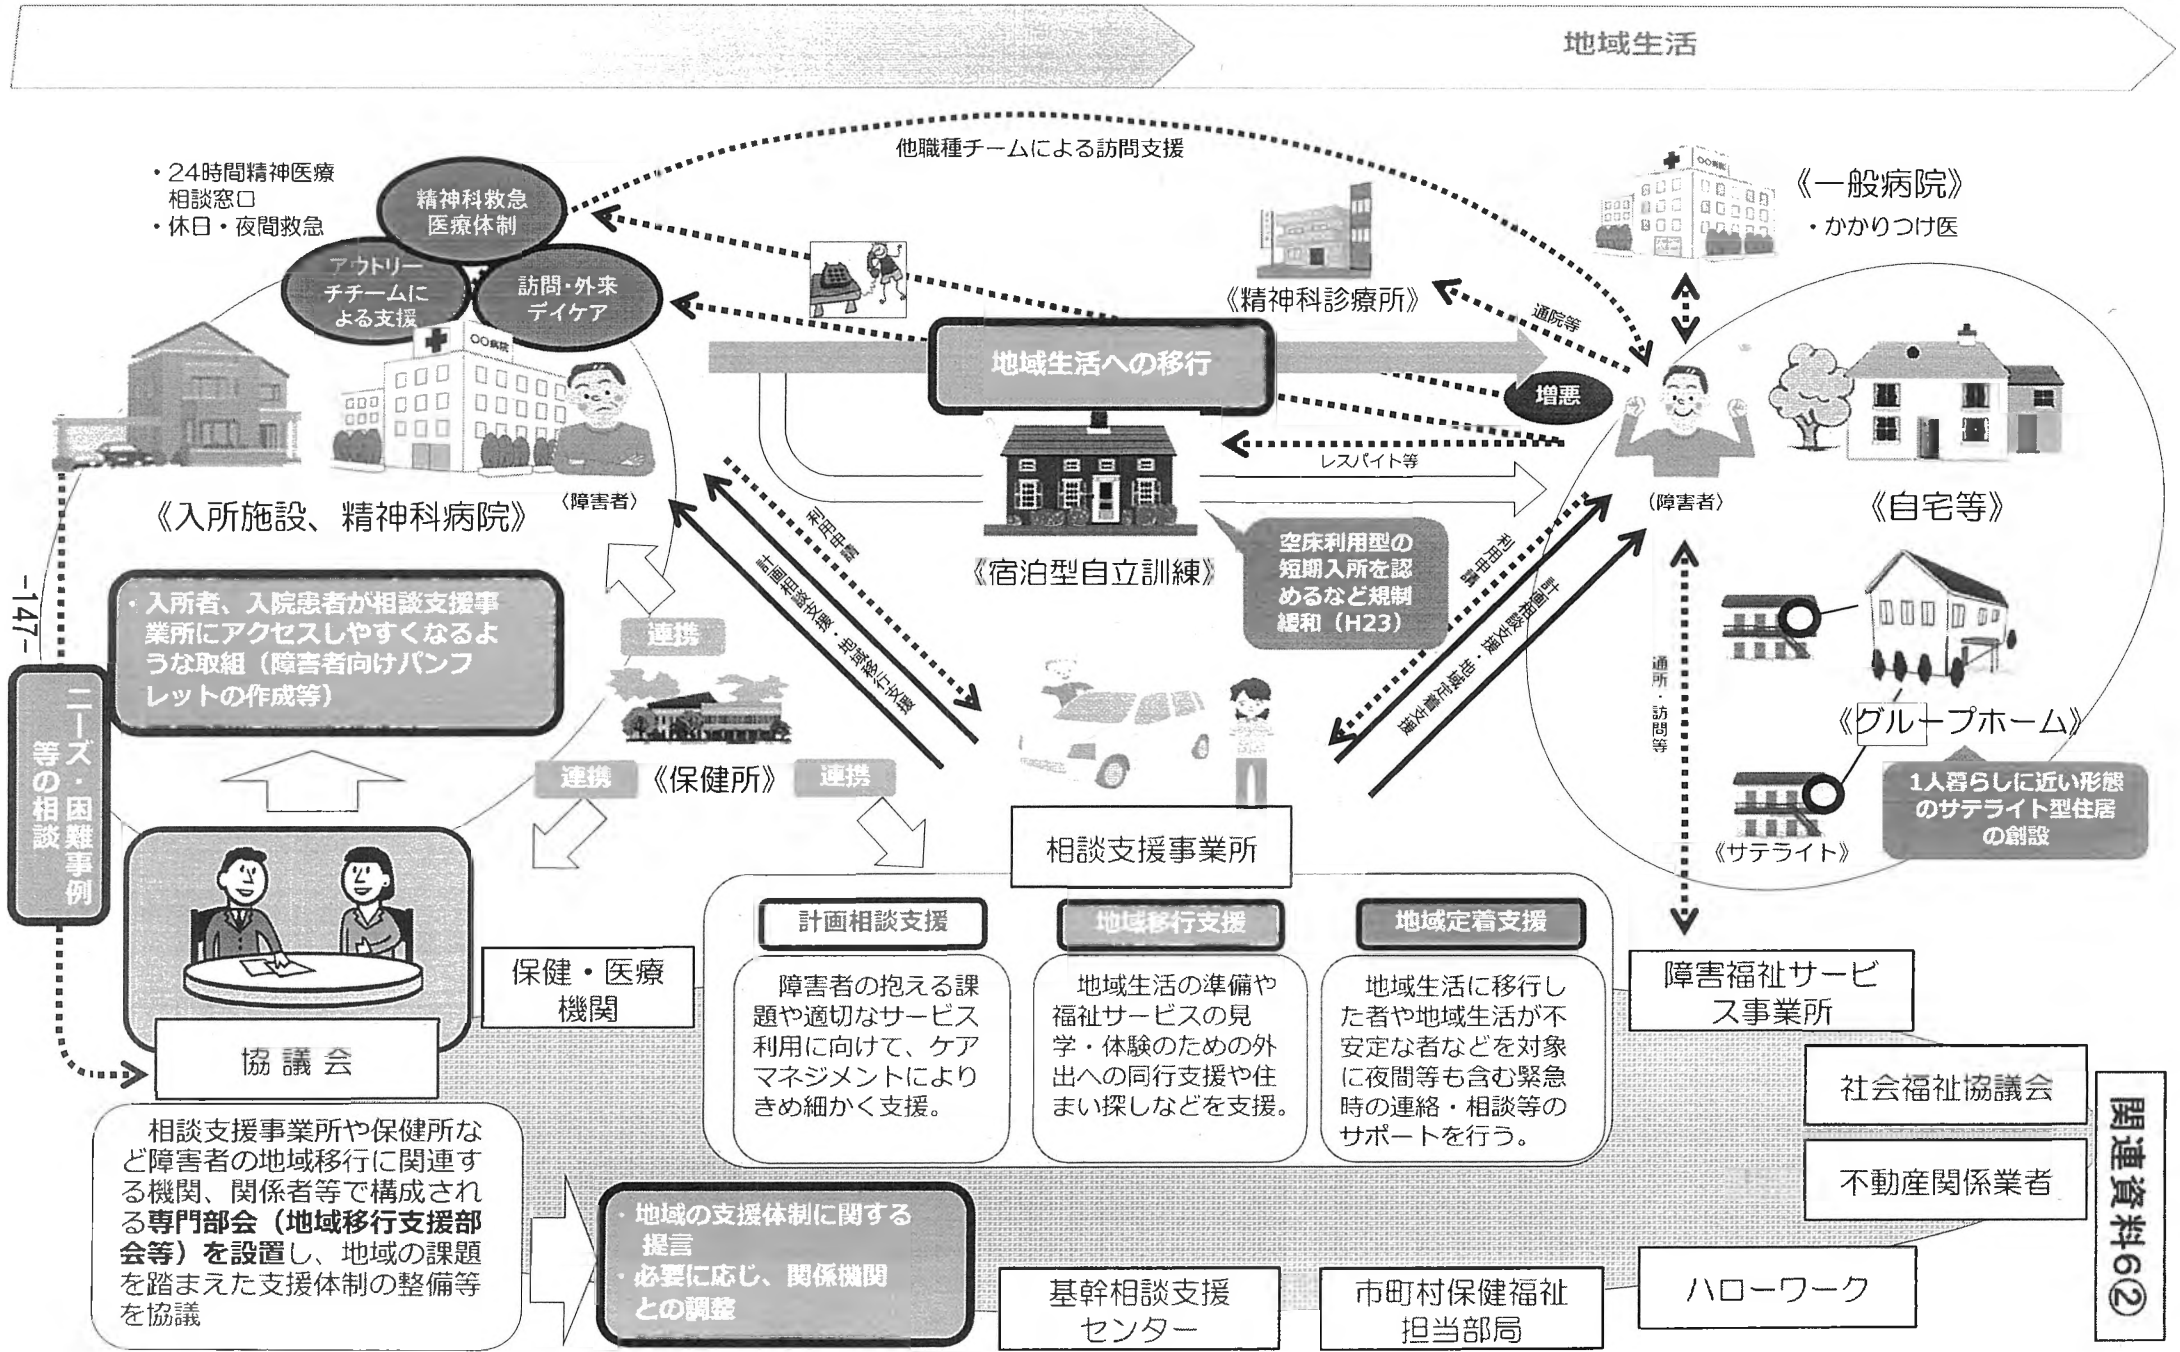 地域生活
他職種チームによる訪問支援
・24時間精神医療
相談窓口
・休日・夜間救急
精神科救急
医療体制
アウトリー
チチームに
よる支援
訪問・外来
デイケア
《一般病院》
・かかりつけ医
《精神科診療所》
通院等
〇〇病院
地域生活への移行
増悪
レスパイト等
〈障害者〉
《入所施設、精神科病院》
〈障害者〉
《自宅等》
《宿泊型自立訓練》
空床利用型の
短期入所を認
めるなど規制
緩和（H23）
利用申請
計画相談支援・地域移行支援
利用申請
計画相談支援・地域定着支援
-147-
・入所者、入院患者が相談支援事
業所にアクセスしやすくなるよ
うな取組（障害者向けパンフ
レットの作成等）
連携
連携
《保健所》
連携
通所・訪問等
《グループホーム》
1人暮らしに近い形態
のサテライト型住居
の創設
《サテライト》
ニーズ・困難事例
等の相談
相談支援事業所
計画相談支援
地域移行支援
地域定着支援
障害者の抱える課
題や適切なサービス
利用に向けて、ケア
マネジメントにより
きめ細かく支援。
地域生活の準備や
福祉サービスの見
学・体験のための外
出への同行支援や住
まい探しなどを支援。
地域生活に移行し
た者や地域生活が不
安定な者などを対象
に夜間等も含む緊急
時の連絡・相談等の
サポートを行う。
保健・医療
機関
障害福祉サービ
ス事業所
協議会
社会福祉協議会
相談支援事業所や保健所な
ど障害者の地域移行に関連す
る機関、関係者等で構成され
る専門部会（地域移行支援部
会等）を設置し、地域の課題
を踏まえた支援体制の整備等
を協議
・地域の支援体制に関する
提言
・必要に応じ、関係機関
との調整
不動産関係業者
基幹相談支援
センター
市町村保健福祉
担当部局
ハローワーク
関連資料6②